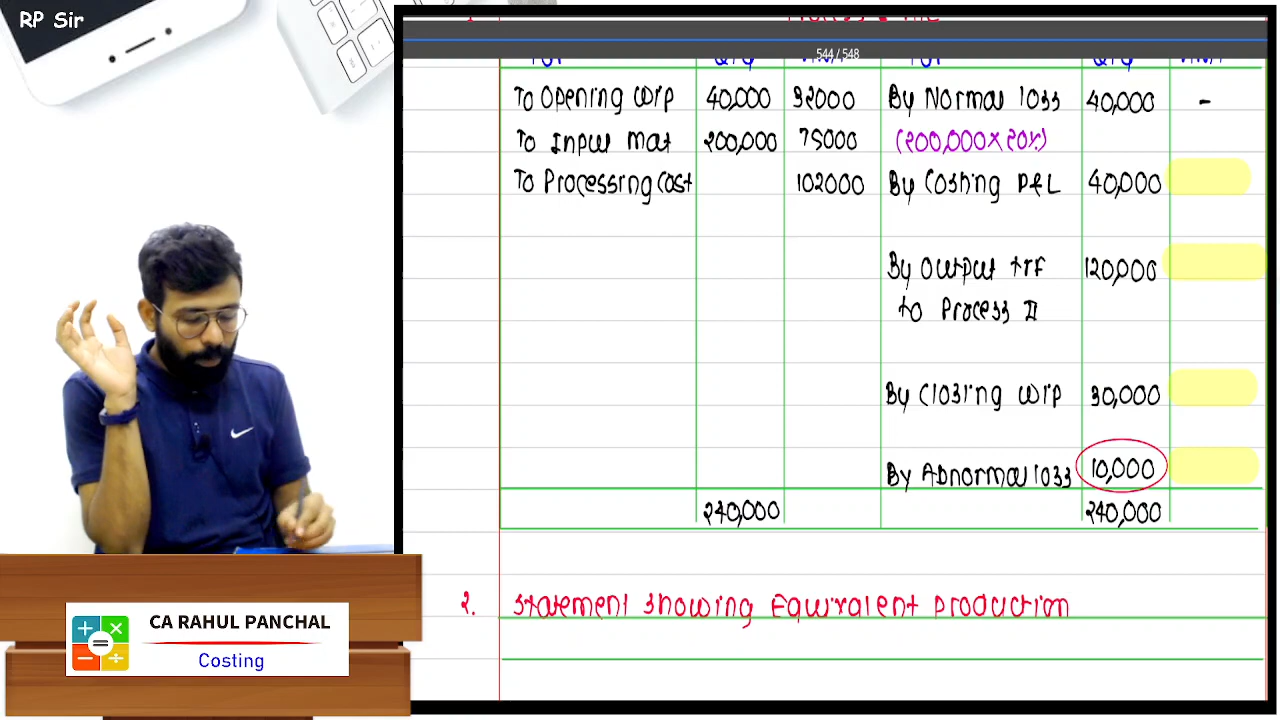 RP Sir
544 / 548
To Opening WIP 40,000 32000 By Normal loss 40,000 -
To Input mat 200,000 75000 (200,000×20%)
To Processing Cost 102000 By Costing P&L 40,000
By Output trf 120,000
to Process II
By Closing WIP 30,000
By Abnormal loss 10,000
240,000 240,000
2. Statement showing Equivalent production
CA RAHUL PANCHAL
Costing